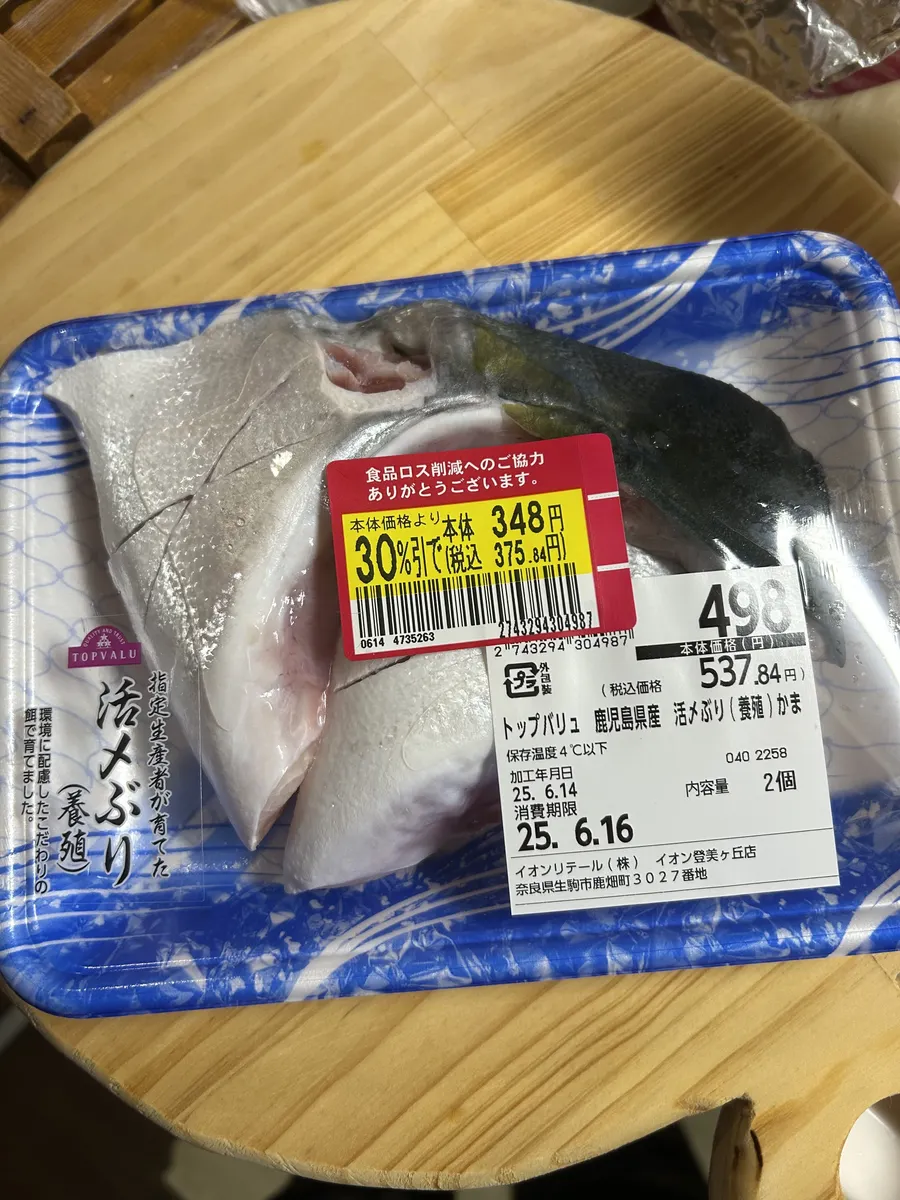 食品ロス削減へのご協力
ありがとうございます。
本体価格より
30%引で
本体 348円
(税込 375.84円)
2743294304987
0614 4735263
2 743294 304987
498
本体価格(円)
(税込価格 537.84円)
外包装
トップバリュ 鹿児島県産 活〆ぶり(養殖)かま
保存温度4℃以下
040 2258
加工年月日
25. 6.14
内容量 2個
消費期限
25. 6.16
イオンリテール(株) イオン登美ヶ丘店
奈良県生駒市鹿畑町3027番地
QUALITY AND TRUST
TOPVALU
指定生産者が育てた
活〆ぶり
(養殖)
環境に配慮したこだわりの
餌で育てました。